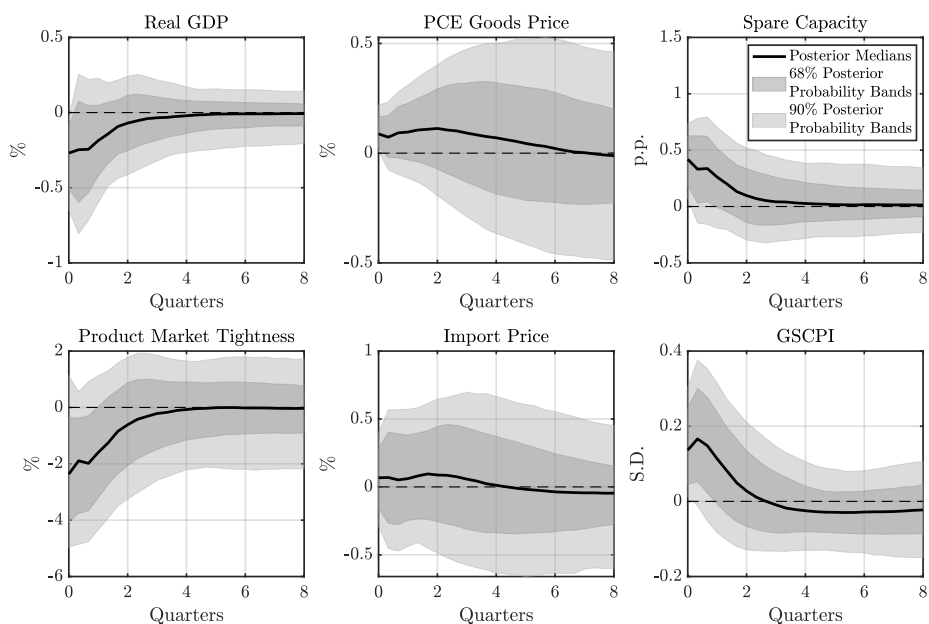 Real GDP
PCE Goods Price
Spare Capacity
0.5
0
-0.5
-1
%
0 2 4 6 8
Quarters
0.5
0
-0.5
%
0 2 4 6 8
Quarters
1.5
1
0.5
0
-0.5
p.p.
0 2 4 6 8
Quarters
Posterior Medians
68% Posterior
Probability Bands
90% Posterior
Probability Bands
Product Market Tightness
Import Price
GSCPI
2
0
-2
-4
-6
%
0 2 4 6 8
Quarters
1
0.5
0
-0.5
%
0 2 4 6 8
Quarters
0.4
0.2
0
-0.2
S.D.
0 2 4 6 8
Quarters